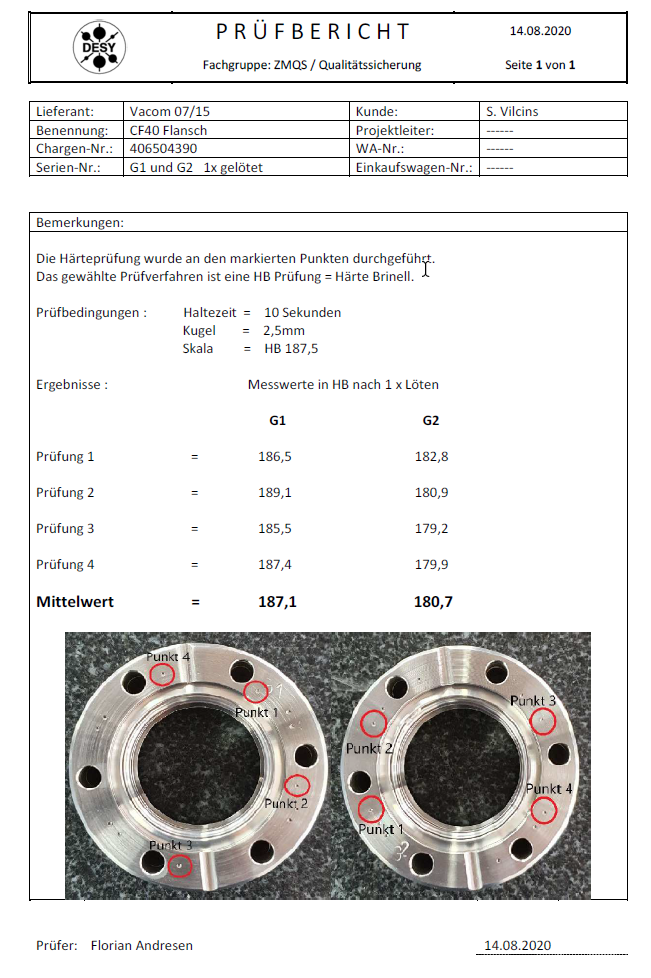 DESY
PRÜFBERICHT
14.08.2020
Fachgruppe: ZMQS / Qualitätssicherung
Seite 1 von 1
Lieferant: Vacom 07/15 Kunde: S. Vilcins
Benennung: CF40 Flansch Projektleiter: ------
Chargen-Nr.: 406504390 WA-Nr.: ------
Serien-Nr.: G1 und G2 1x gelötet Einkaufswagen-Nr.: ------
Bemerkungen:
Die Härteprüfung wurde an den markierten Punkten durchgeführt.
Das gewählte Prüfverfahren ist eine HB Prüfung = Härte Brinell.
Prüfbedingungen : Haltezeit = 10 Sekunden
Kugel = 2,5mm
Skala = HB 187,5
Ergebnisse : Messwerte in HB nach 1 x Löten
G1 G2
Prüfung 1 = 186,5 182,8
Prüfung 2 = 189,1 180,9
Prüfung 3 = 185,5 179,2
Prüfung 4 = 187,4 179,9
Mittelwert = 187,1 180,7
Punkt 4
Punkt 1
Punkt 2
Punkt 3
Punkt 3
Punkt 2
Punkt 4
Punkt 1
Prüfer: Florian Andresen 14.08.2020